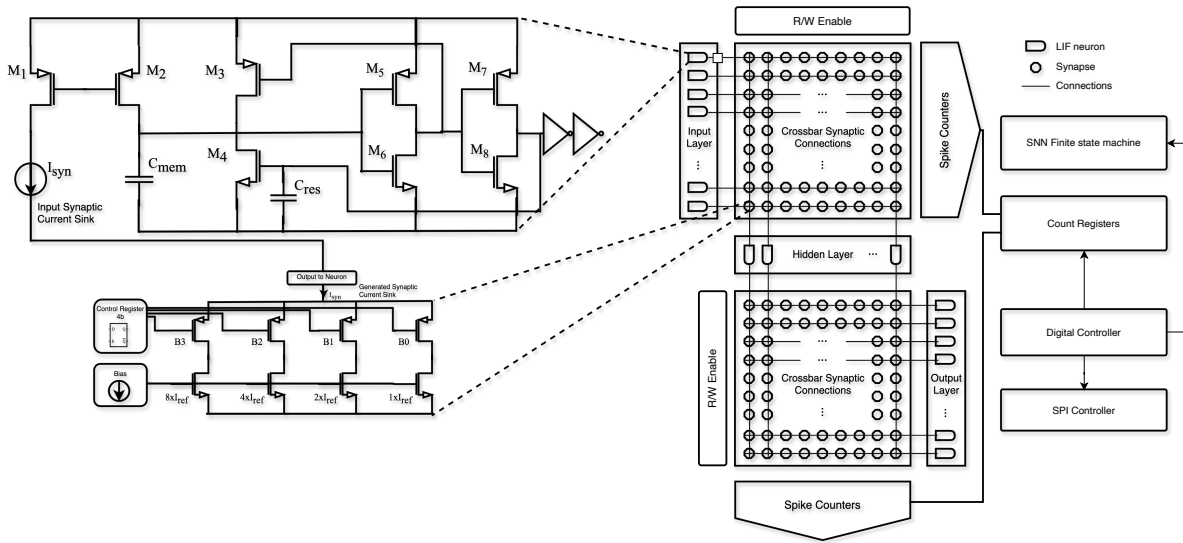 M1
M2
M3
M5
M7
M4
M6
M8
Isyn
Cmem
Cres
Input Synaptic
Current Sink
Output to Neuron
Generated Synaptic
Current Sink
Isyn
Control Register
4b
B3
B2
B1
B0
Bias
8xIref
4xIref
2xIref
1xIref
R/W Enable
Input
Layer
...
...
Crossbar Synaptic
Connections
...
Spike Counters
Hidden Layer
...
R/W Enable
...
Crossbar Synaptic
Connections
...
Output
Layer
...
Spike Counters
LIF neuron
Synapse
Connections
SNN Finite state machine
Count Registers
Digital Controller
SPI Controller